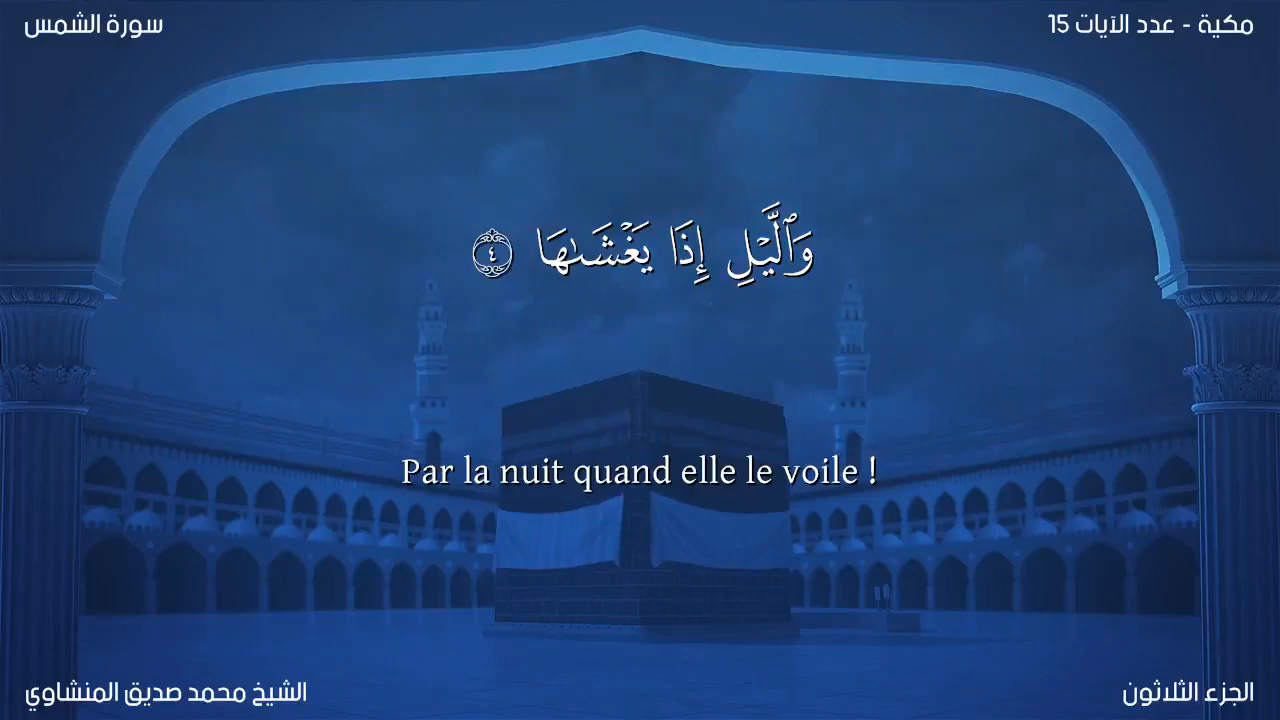 مكية - عدد الآيات 15
سورة الشمس
وَٱلَّيْلِ إِذَا يَغْشَىٰهَا ٤
Par la nuit quand elle le voile !
الجزء الثلاثون
الشيخ محمد صديق المنشاوي